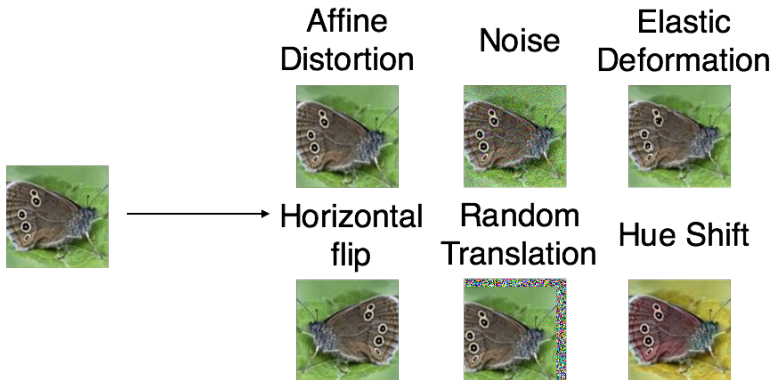 Affine
Distortion
Noise
Elastic
Deformation
Horizontal
flip
Random
Translation
Hue Shift